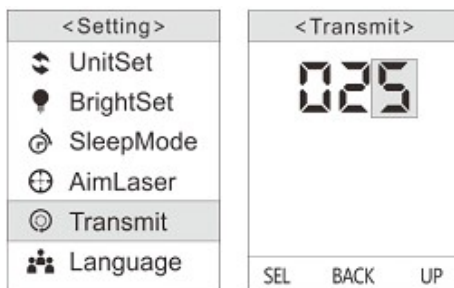 <Setting>
UnitSet
BrightSet
SleepMode
AimLaser
Transmit
Language
<Transmit>
025
SEL BACK UP